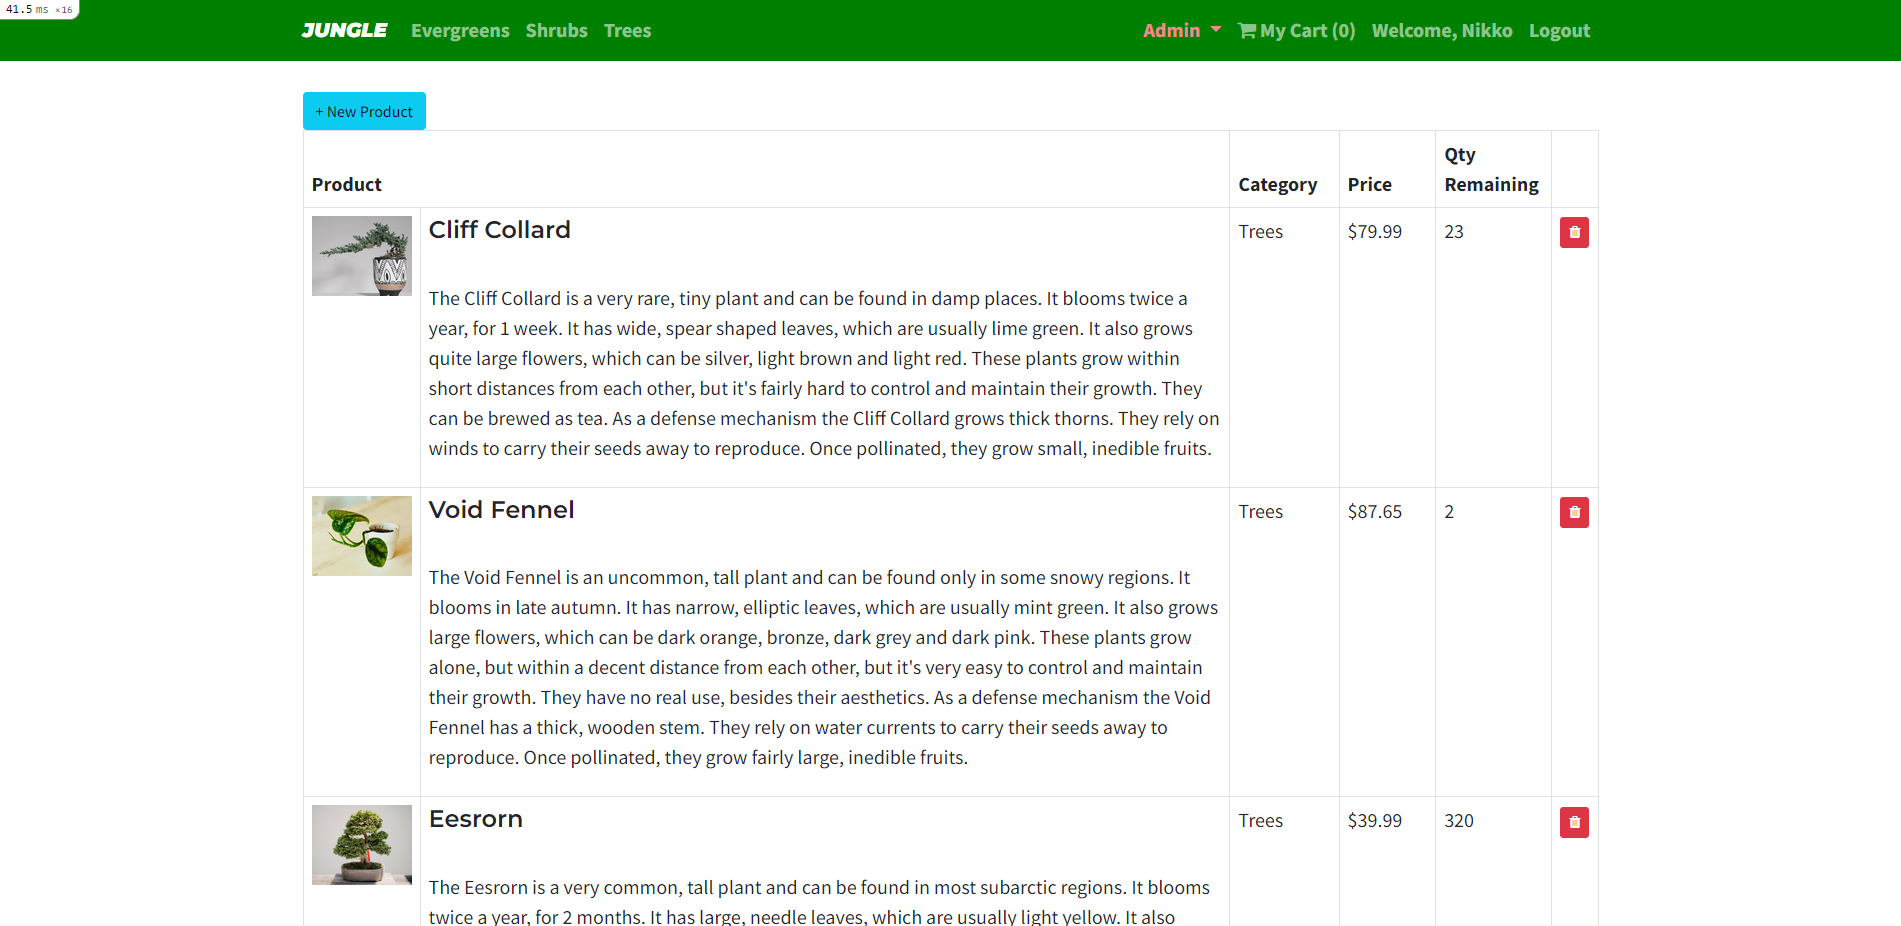 41.5 ms ×16
JUNGLE Evergreens Shrubs Trees Admin My Cart (0) Welcome, Nikko Logout
+ New Product
Product Category Price Qty Remaining
Cliff Collard Trees $79.99 23
The Cliff Collard is a very rare, tiny plant and can be found in damp places. It blooms twice a
year, for 1 week. It has wide, spear shaped leaves, which are usually lime green. It also grows
quite large flowers, which can be silver, light brown and light red. These plants grow within
short distances from each other, but it's fairly hard to control and maintain their growth. They
can be brewed as tea. As a defense mechanism the Cliff Collard grows thick thorns. They rely on
winds to carry their seeds away to reproduce. Once pollinated, they grow small, inedible fruits.
Void Fennel Trees $87.65 2
The Void Fennel is an uncommon, tall plant and can be found only in some snowy regions. It
blooms in late autumn. It has narrow, elliptic leaves, which are usually mint green. It also grows
large flowers, which can be dark orange, bronze, dark grey and dark pink. These plants grow
alone, but within a decent distance from each other, but it's very easy to control and maintain
their growth. They have no real use, besides their aesthetics. As a defense mechanism the Void
Fennel has a thick, wooden stem. They rely on water currents to carry their seeds away to
reproduce. Once pollinated, they grow fairly large, inedible fruits.
Eesrorn Trees $39.99 320
The Eesrorn is a very common, tall plant and can be found in most subarctic regions. It blooms
twice a year, for 2 months. It has large, needle leaves, which are usually light yellow. It also